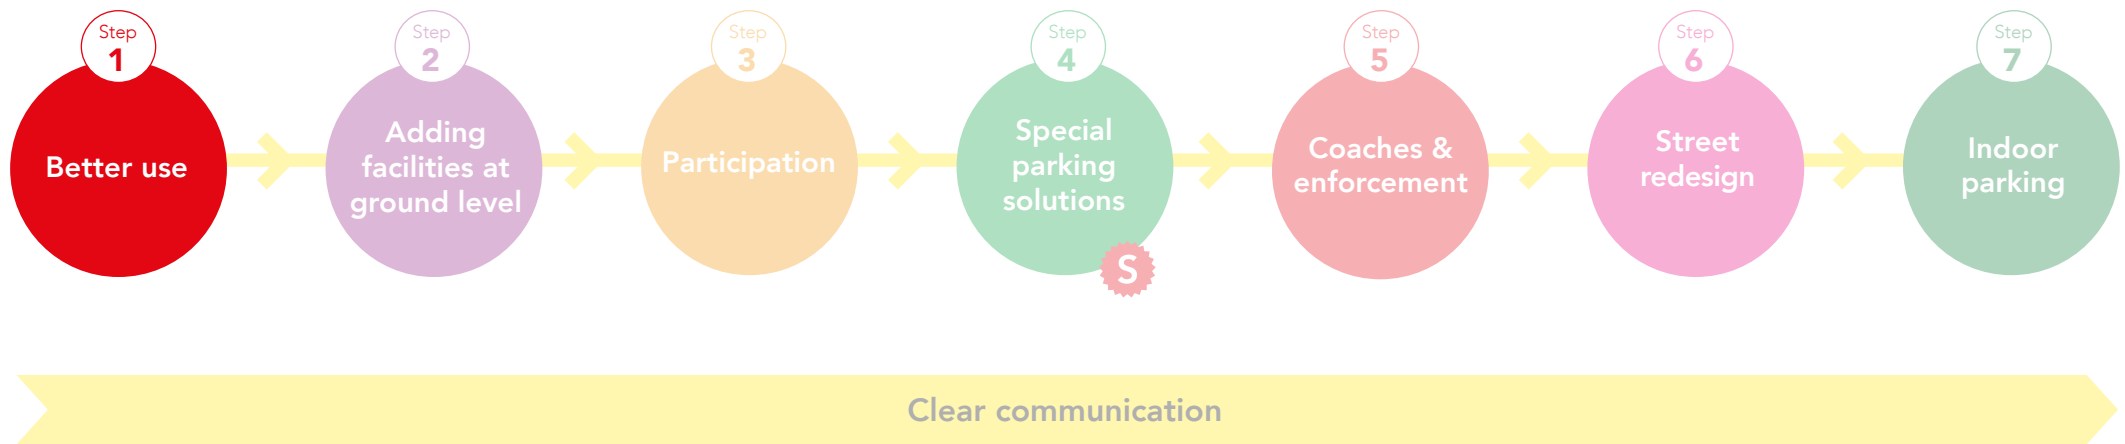 Step
1
Better use
Step
2
Adding
facilities at
ground level
Step
3
Participation
Step
4
Special
parking
solutions
S
Step
5
Coaches &
enforcement
Step
6
Street
redesign
Step
7
Indoor
parking
Clear communication